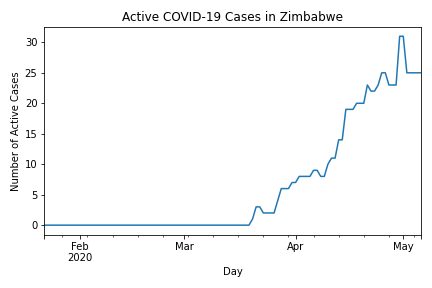 Active COVID-19 Cases in Zimbabwe
30
25
20
15
10
5
0
Number of Active Cases
Feb
2020
Mar
Apr
May
Day